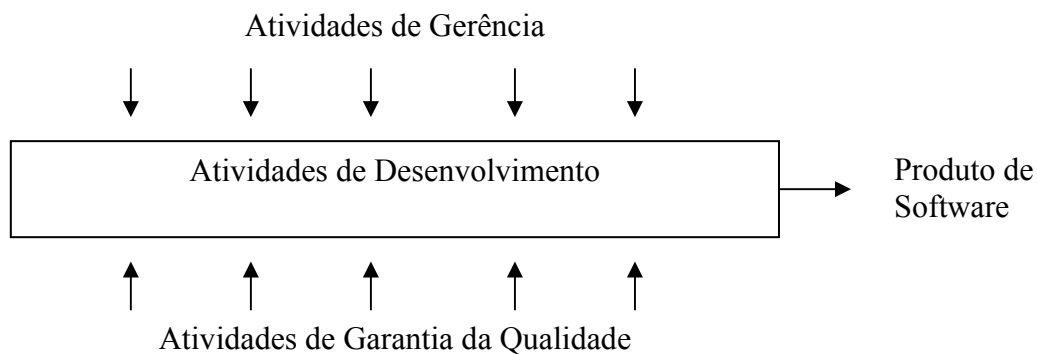 Atividades de Gerência
Atividades de Desenvolvimento
Produto de
Software
Atividades de Garantia da Qualidade